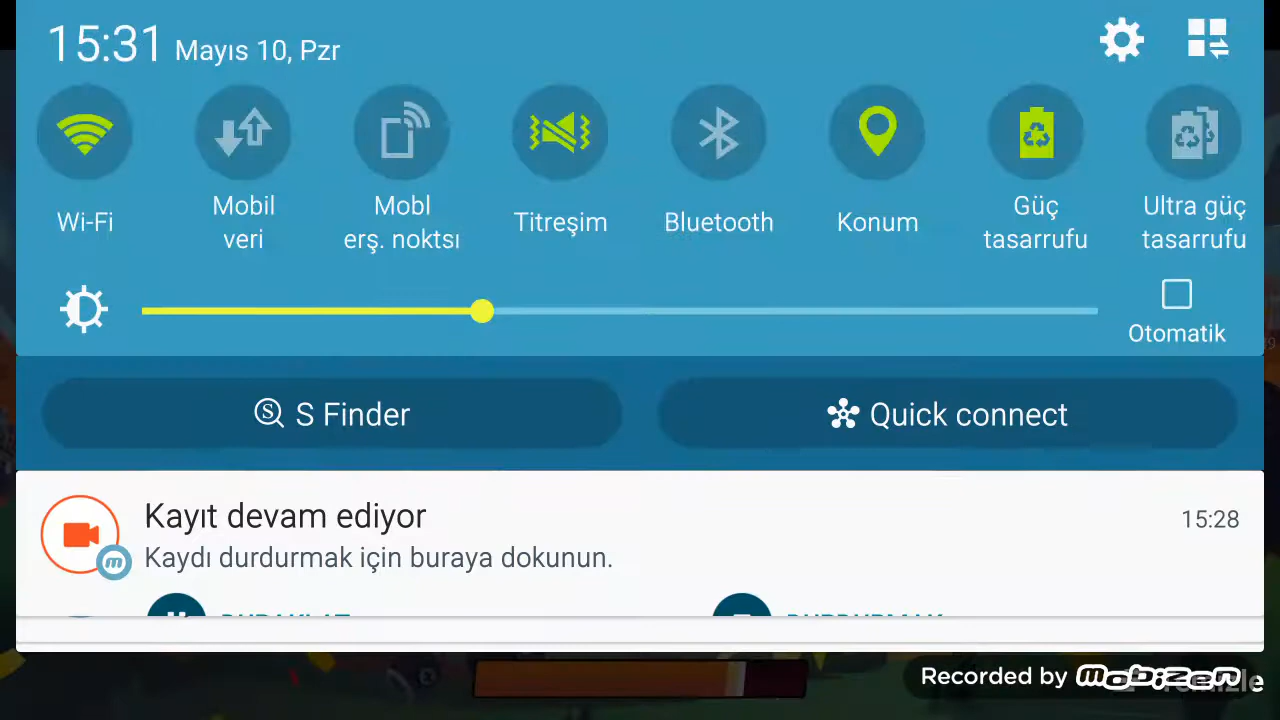 15:31 Mayıs 10, Pzr
Wi-Fi
Mobil
veri
Mobl
erş. noktsı
Titreşim
Bluetooth
Konum
Güç
tasarrufu
Ultra güç
tasarrufu
Otomatik
S Finder
Quick connect
Kayıt devam ediyor
15:28
Kaydı durdurmak için buraya dokunun.
Recorded by mobizen